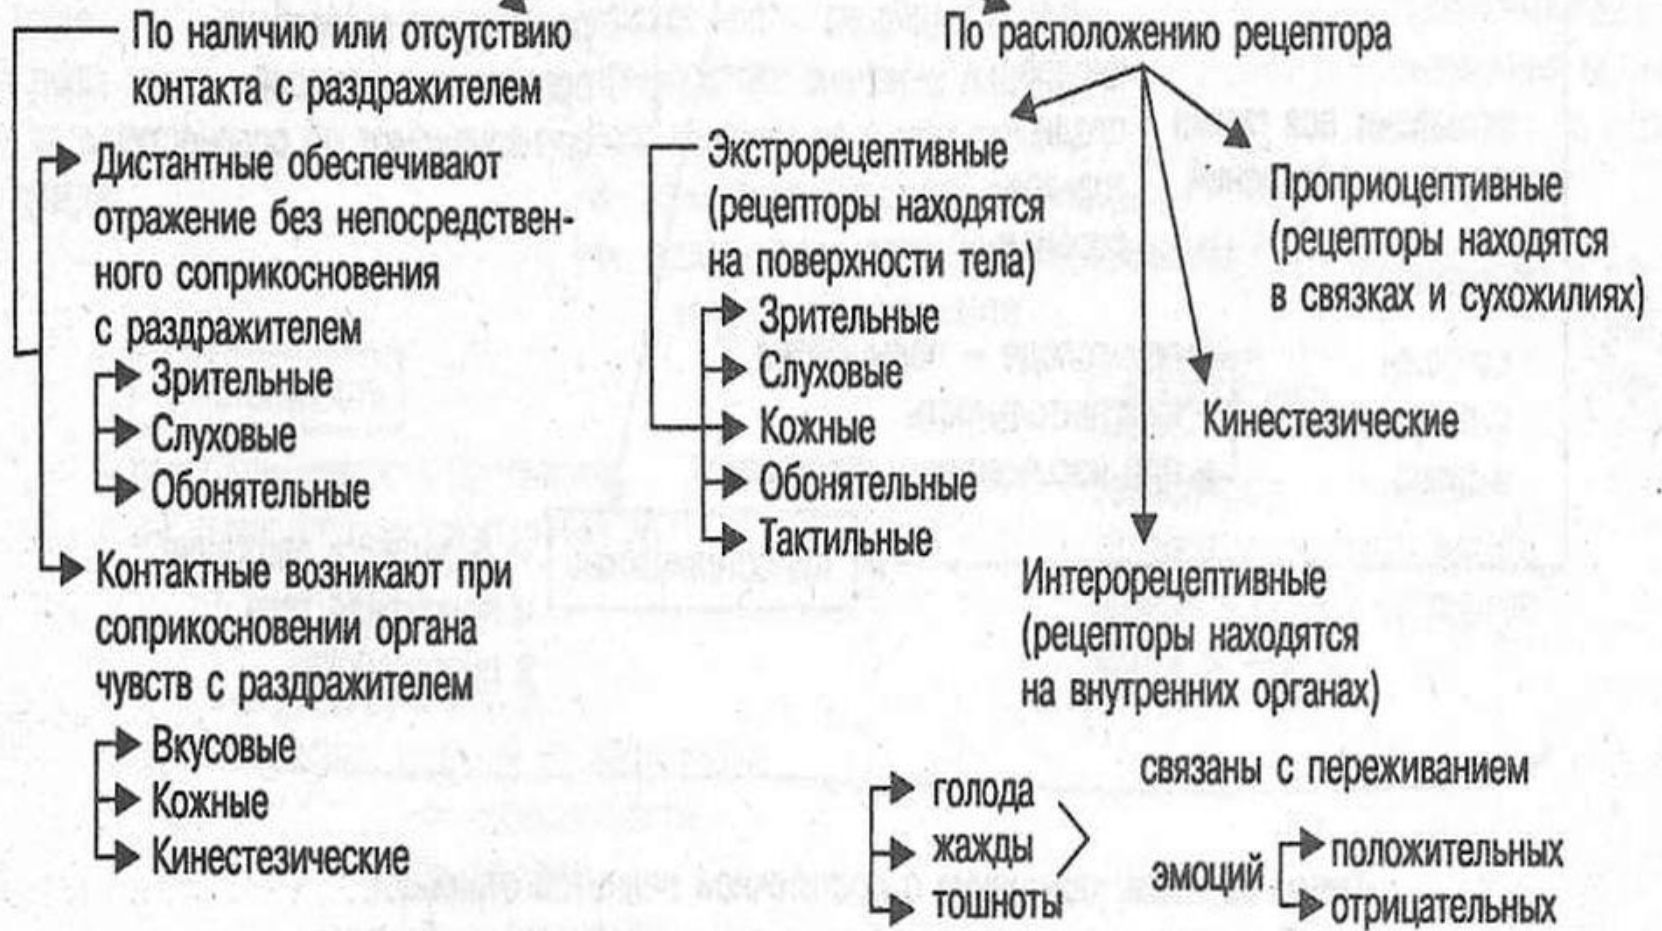 По наличию или отсутствию
контакта с раздражителем
Дистантные обеспечивают
отражение без непосредствен-
ного соприкосновения
с раздражителем
Зрительные
Слуховые
Обонятельные
Контактные возникают при
соприкосновении органа
чувств с раздражителем
Вкусовые
Кожные
Кинестезические
По расположению рецептора
Экстрорецептивные
(рецепторы находятся
на поверхности тела)
Зрительные
Слуховые
Кожные
Обонятельные
Тактильные
Проприоцептивные
(рецепторы находятся
в связках и сухожилиях)
Кинестезические
Интерорецептивные
(рецепторы находятся
на внутренних органах)
голода
жажды
тошноты
связаны с переживанием
эмоций
положительных
отрицательных